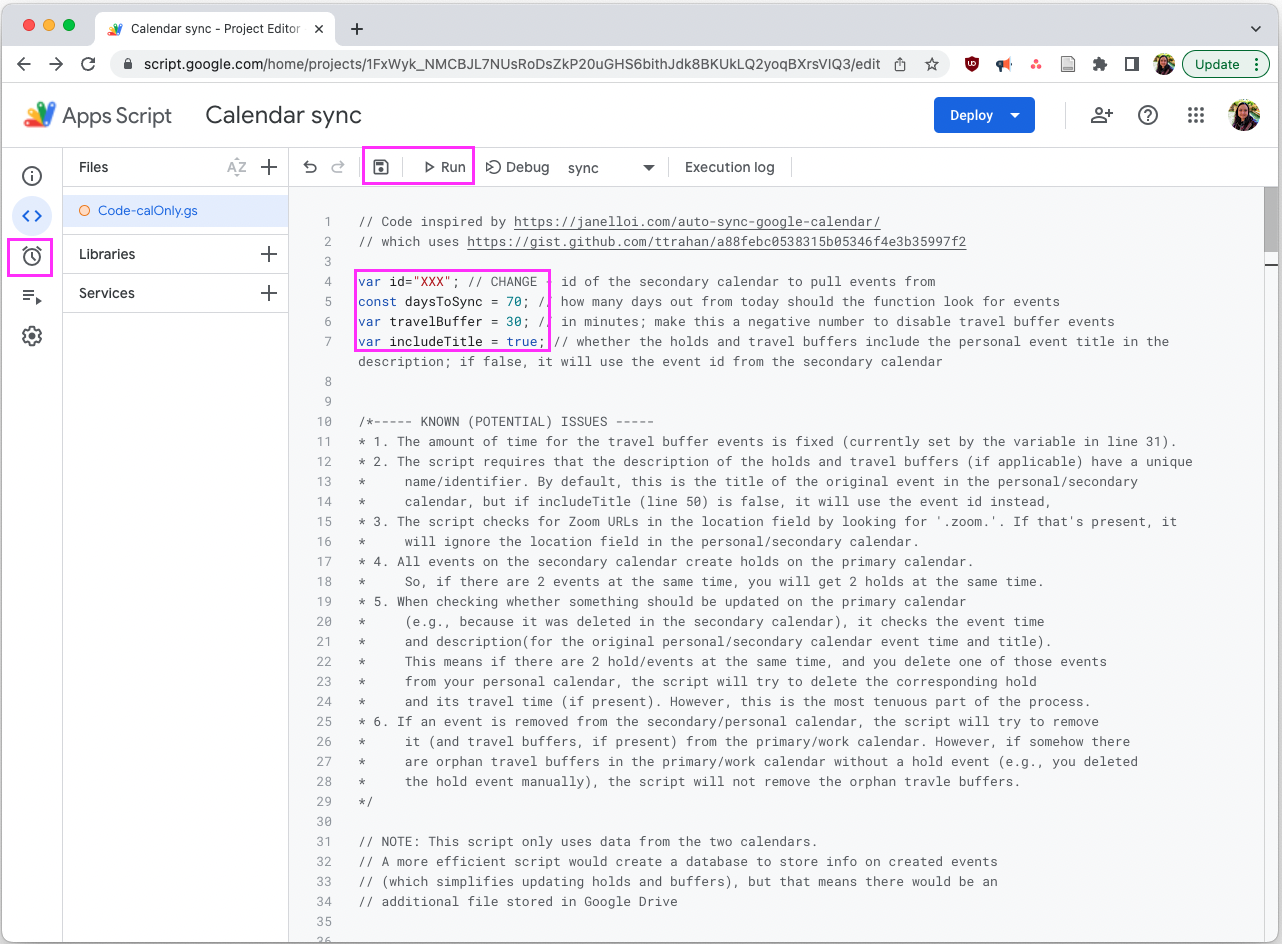 Calendar sync - Project Editor
script.google.com/home/projects/1FxWyk_NMCBJL7NUsRoDsZkP20uGHS6bithJdk8BKUkLQ2yoqBXrsVIQ3/edit
Update
Apps Script
Calendar sync
Deploy
Files
AZ
Run
Debug
sync
Execution log
Code-calOnly.gs
Libraries
Services
1 // Code inspired by https://janelloi.com/auto-sync-google-calendar/
2 // which uses https://gist.github.com/ttrahan/a88febc0538315b05346f4e3b35997f2
3
4 var id="XXX"; // CHANGE - id of the secondary calendar to pull events from
5 const daysToSync = 70; // how many days out from today should the function look for events
6 var travelBuffer = 30; // in minutes; make this a negative number to disable travel buffer events
7 var includeTitle = true; // whether the holds and travel buffers include the personal event title in the
description; if false, it will use the event id from the secondary calendar
8
9
10 /*----- KNOWN (POTENTIAL) ISSUES -----
11 * 1. The amount of time for the travel buffer events is fixed (currently set by the variable in line 31).
12 * 2. The script requires that the description of the holds and travel buffers (if applicable) have a unique
13 * name/identifier. By default, this is the title of the original event in the personal/secondary
14 * calendar, but if includeTitle (line 50) is false, it will use the event id instead,
15 * 3. The script checks for Zoom URLs in the location field by looking for '.zoom.'. If that's present, it
16 * will ignore the location field in the personal/secondary calendar.
17 * 4. All events on the secondary calendar create holds on the primary calendar.
18 * So, if there are 2 events at the same time, you will get 2 holds at the same time.
19 * 5. When checking whether something should be updated on the primary calendar
20 * (e.g., because it was deleted in the secondary calendar), it checks the event time
21 * and description(for the original personal/secondary calendar event time and title).
22 * This means if there are 2 hold/events at the same time, and you delete one of those events
23 * from your personal calendar, the script will try to delete the corresponding hold
24 * and its travel time (if present). However, this is the most tenuous part of the process.
25 * 6. If an event is removed from the secondary/personal calendar, the script will try to remove
26 * it (and travel buffers, if present) from the primary/work calendar. However, if somehow there
27 * are orphan travel buffers in the primary/work calendar without a hold event (e.g., you deleted
28 * the hold event manually), the script will not remove the orphan travle buffers.
29 */
30
31 // NOTE: This script only uses data from the two calendars.
32 // A more efficient script would create a database to store info on created events
33 // (which simplifies updating holds and buffers), but that means there would be an
34 // additional file stored in Google Drive
35
36